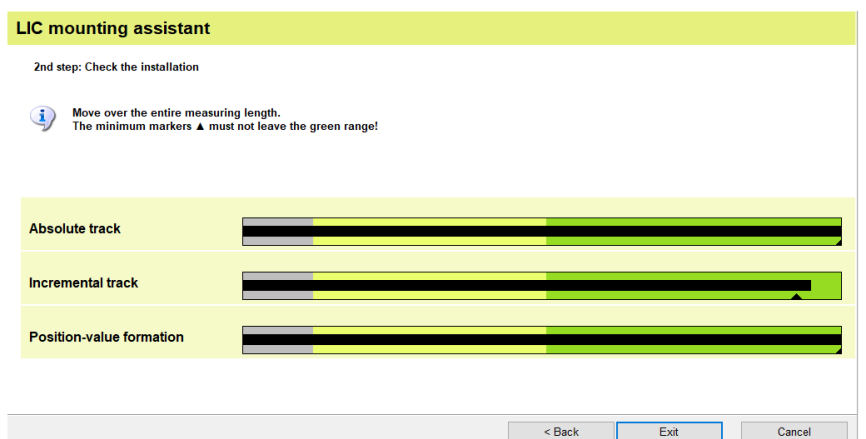 LIC mounting assistant
2nd step: Check the installation
Move over the entire measuring length.
The minimum markers ▲ must not leave the green range!
Absolute track
Incremental track
Position-value formation
< Back Exit Cancel